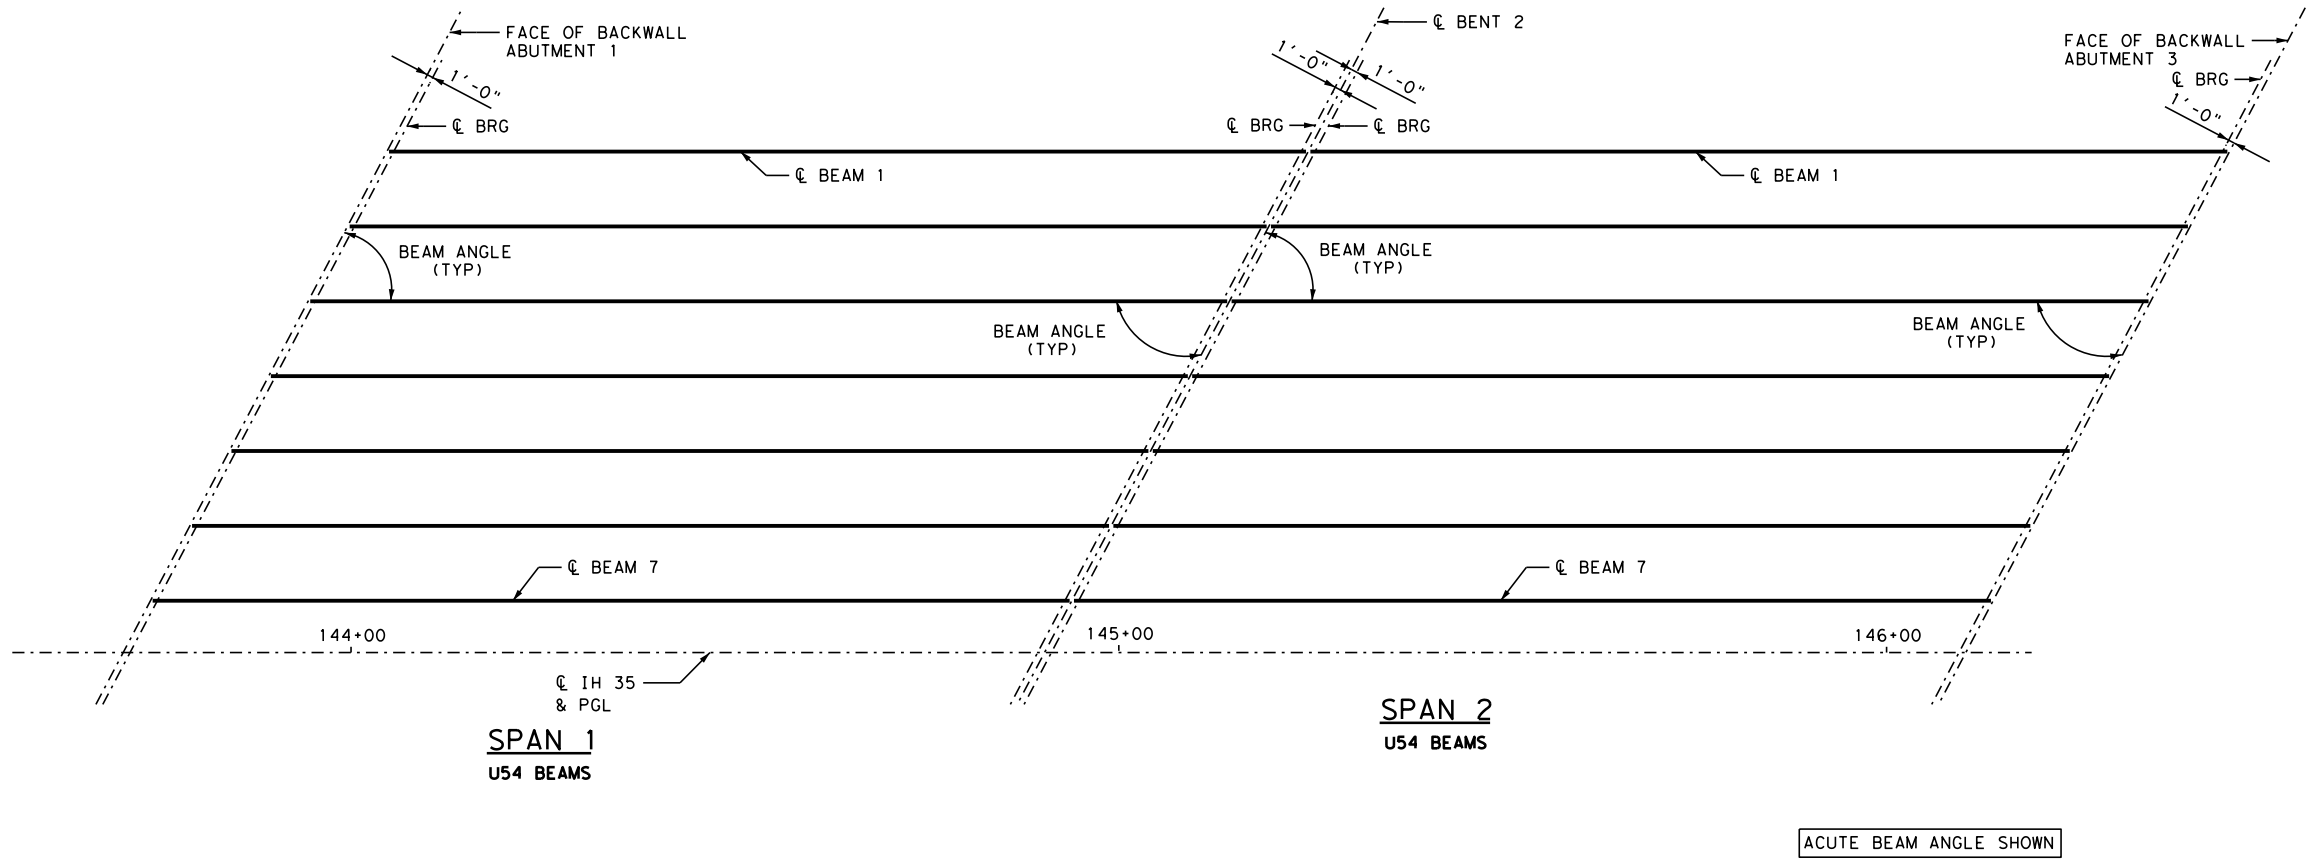 FACE OF BACKWALL
ABUTMENT 1
1'-0"
℄ BRG
℄ BENT 2
1'-0"
1'-0"
℄ BRG
℄ BRG
FACE OF BACKWALL
ABUTMENT 3
℄ BRG
1'-0"
℄ BEAM 1
℄ BEAM 1
BEAM ANGLE
(TYP)
BEAM ANGLE
(TYP)
BEAM ANGLE
(TYP)
BEAM ANGLE
(TYP)
℄ BEAM 7
℄ BEAM 7
144+00
145+00
146+00
℄ IH 35
& PGL
SPAN 1
U54 BEAMS
SPAN 2
U54 BEAMS
ACUTE BEAM ANGLE SHOWN